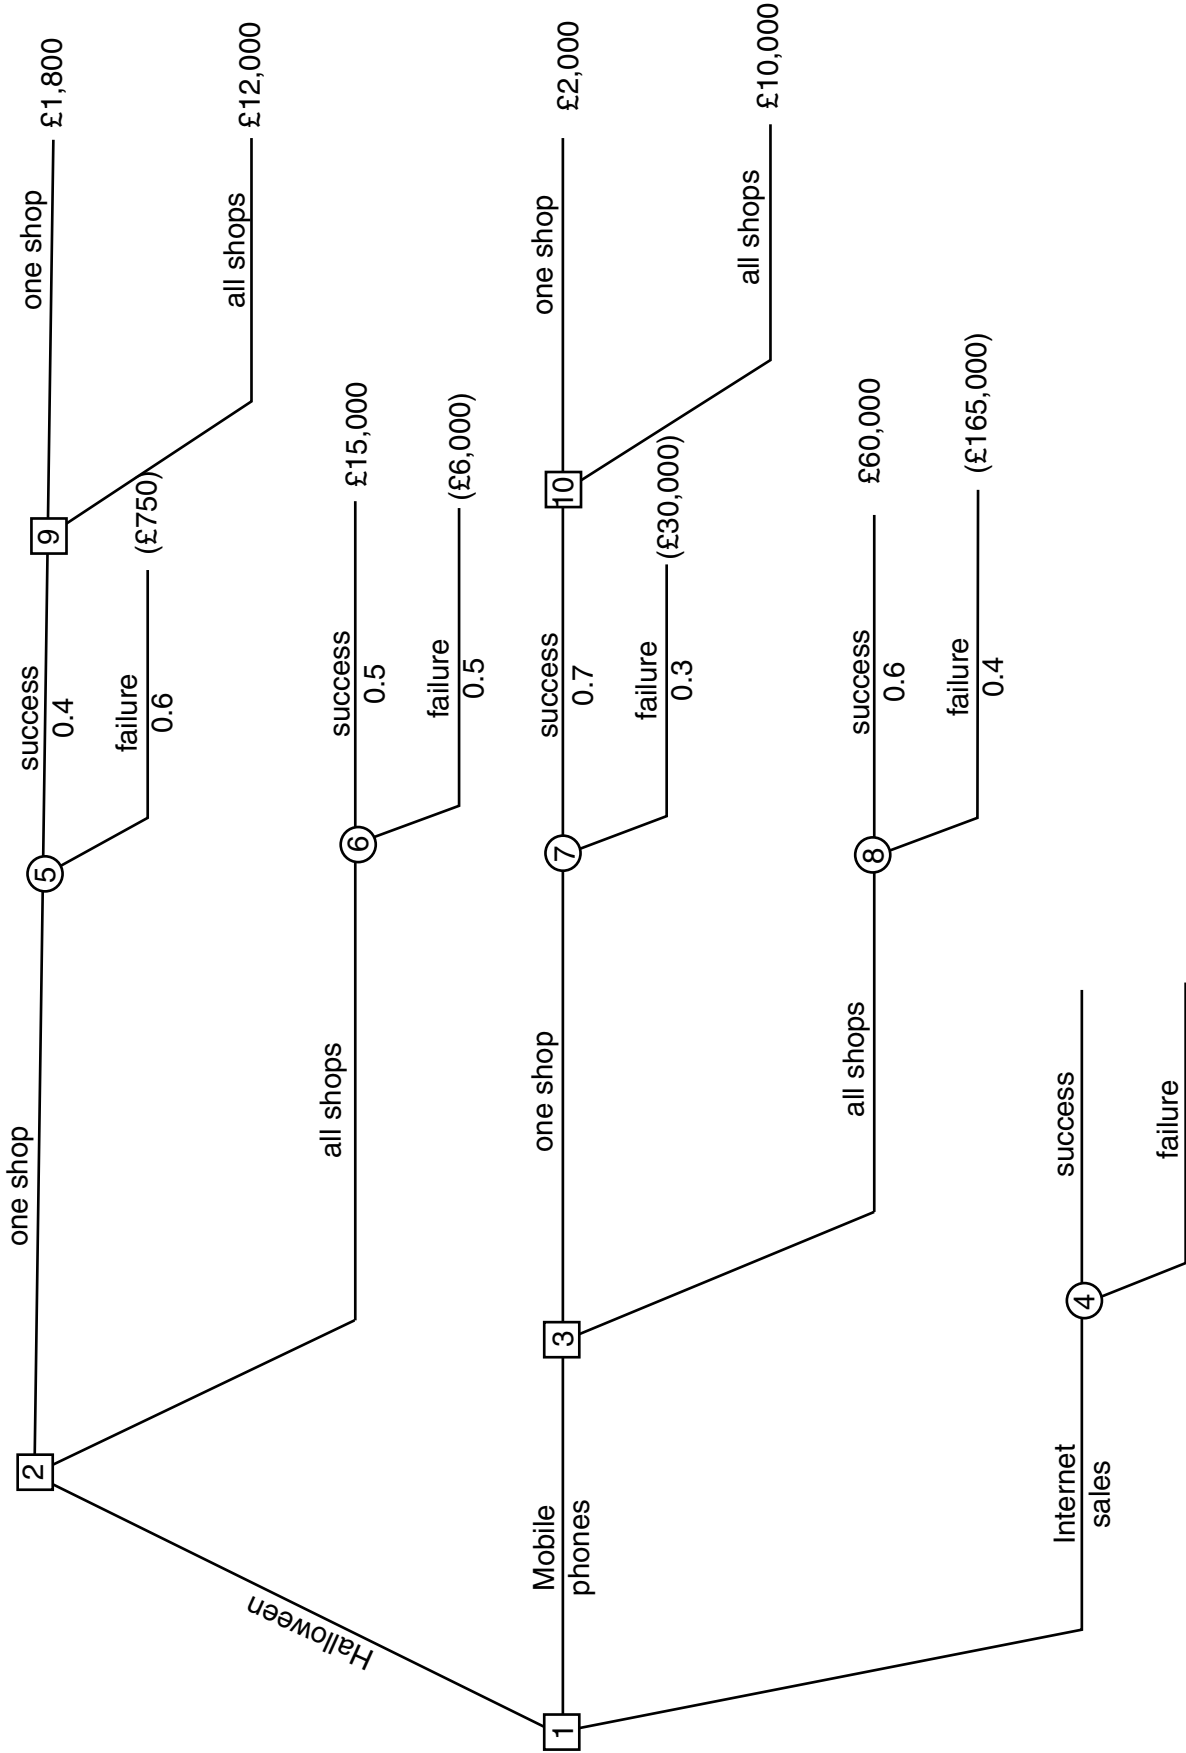 one shop
£1,800
success
0.4
9
all shops
£12,000
one shop
5
failure
0.6
(£750)
2
all shops
6
success
0.5
£15,000
failure
0.5
(£6,000)
Halloween
one shop
£2,000
success
0.7
10
all shops
£10,000
one shop
7
failure
0.3
(£30,000)
1
Mobile
phones
3
all shops
8
success
0.6
£60,000
failure
0.4
(£165,000)
Internet
sales
4
success
failure